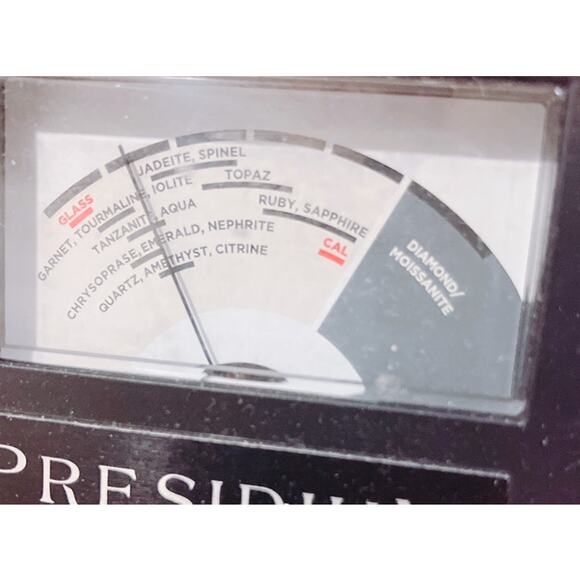 GLASS
JADEITE, SPINEL
GARNET, TOURMALINE, IOLITE
TOPAZ
TANZANITE, AQUA
RUBY, SAPPHIRE
CHRYSOPRASE, EMERALD, NEPHRITE
CAL
QUARTZ, AMETHYST, CITRINE
DIAMOND/
MOISSANITE
PRESIDIUM